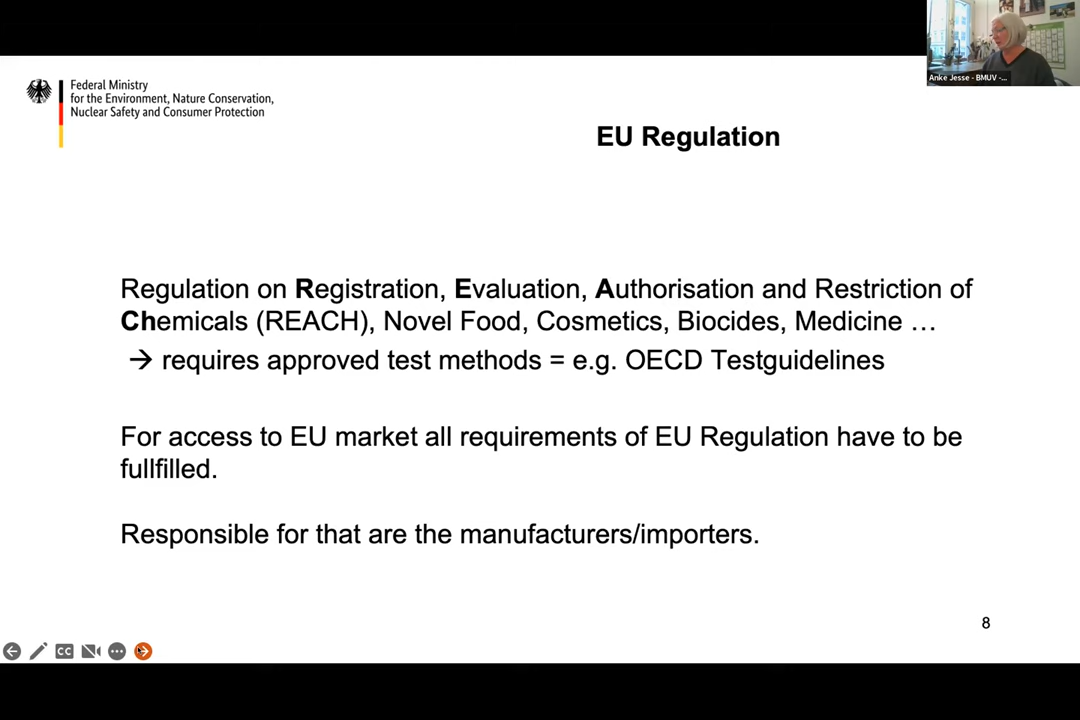 Anke Jesse - BMUV -...
Federal Ministry
for the Environment, Nature Conservation,
Nuclear Safety and Consumer Protection
EU Regulation
Regulation on Registration, Evaluation, Authorisation and Restriction of
Chemicals (REACH), Novel Food, Cosmetics, Biocides, Medicine …
→ requires approved test methods = e.g. OECD Testguidelines
For access to EU market all requirements of EU Regulation have to be
fullfilled.
Responsible for that are the manufacturers/importers.
8
CC